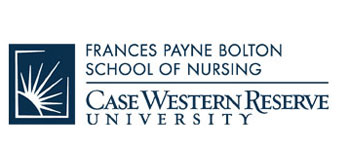 FRANCES PAYNE BOLTON
SCHOOL OF NURSING
CASE WESTERN RESERVE
UNIVERSITY